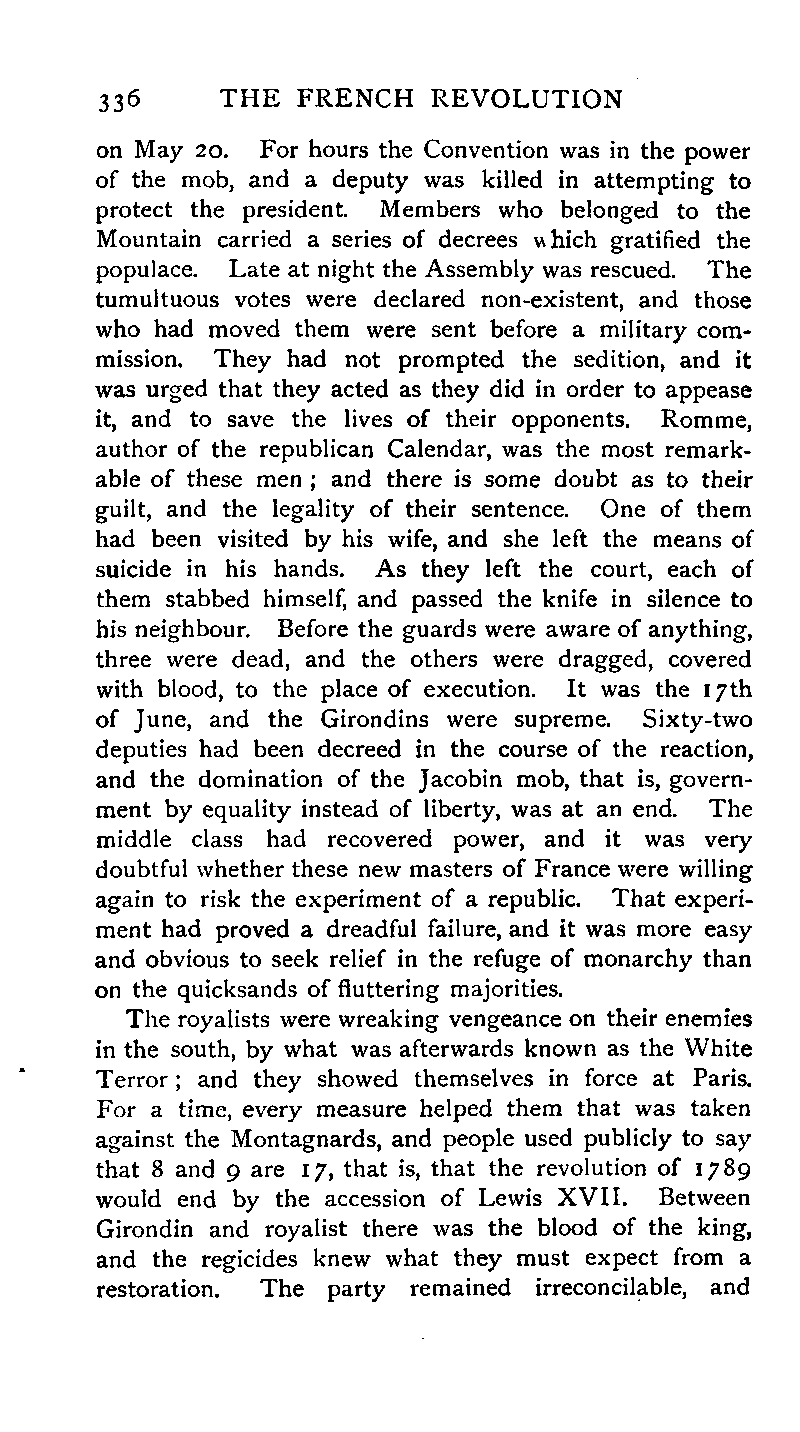 336 THE FRENCH REVOLUTION
on May 20. For hours the Convention was in the power
of the mob, and a deputy was killed in attempting to
protect the president. Members who belonged to the
Mountain carried a series of decrees which gratified the
populace. Late at night the Assembly was rescued. The
tumultuous votes were declared non-existent, and those
who had moved them were sent before a military com-
mission. They had not prompted the sedition, and it
was urged that they acted as they did in order to appease
it, and to save the lives of their opponents. Romme,
author of the republican Calendar, was the most remark-
able of these men ; and there is some doubt as to their
guilt, and the legality of their sentence. One of them
had been visited by his wife, and she left the means of
suicide in his hands. As they left the court, each of
them stabbed himself, and passed the knife in silence to
his neighbour. Before the guards were aware of anything,
three were dead, and the others were dragged, covered
with blood, to the place of execution. It was the 17th
of June, and the Girondins were supreme. Sixty-two
deputies had been decreed in the course of the reaction,
and the domination of the Jacobin mob, that is, govern-
ment by equality instead of liberty, was at an end. The
middle class had recovered power, and it was very
doubtful whether these new masters of France were willing
again to risk the experiment of a republic. That experi-
ment had proved a dreadful failure, and it was more easy
and obvious to seek relief in the refuge of monarchy than
on the quicksands of fluttering majorities.
The royalists were wreaking vengeance on their enemies
in the south, by what was afterwards known as the White
Terror ; and they showed themselves in force at Paris.
For a time, every measure helped them that was taken
against the Montagnards, and people used publicly to say
that 8 and 9 are 17, that is, that the revolution of 1789
would end by the accession of Lewis XVII. Between
Girondin and royalist there was the blood of the king,
and the regicides knew what they must expect from a
restoration. The party remained irreconcilable, and